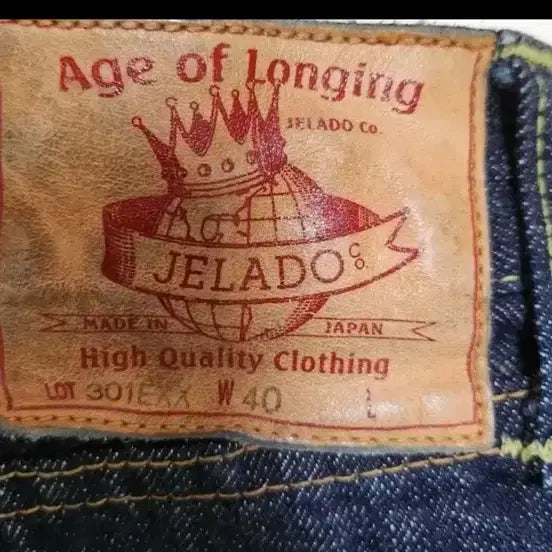 Age of Longing
JELADO Co.
JELADO Co.
MADE IN JAPAN
High Quality Clothing
LOT 301EXX W 40 L